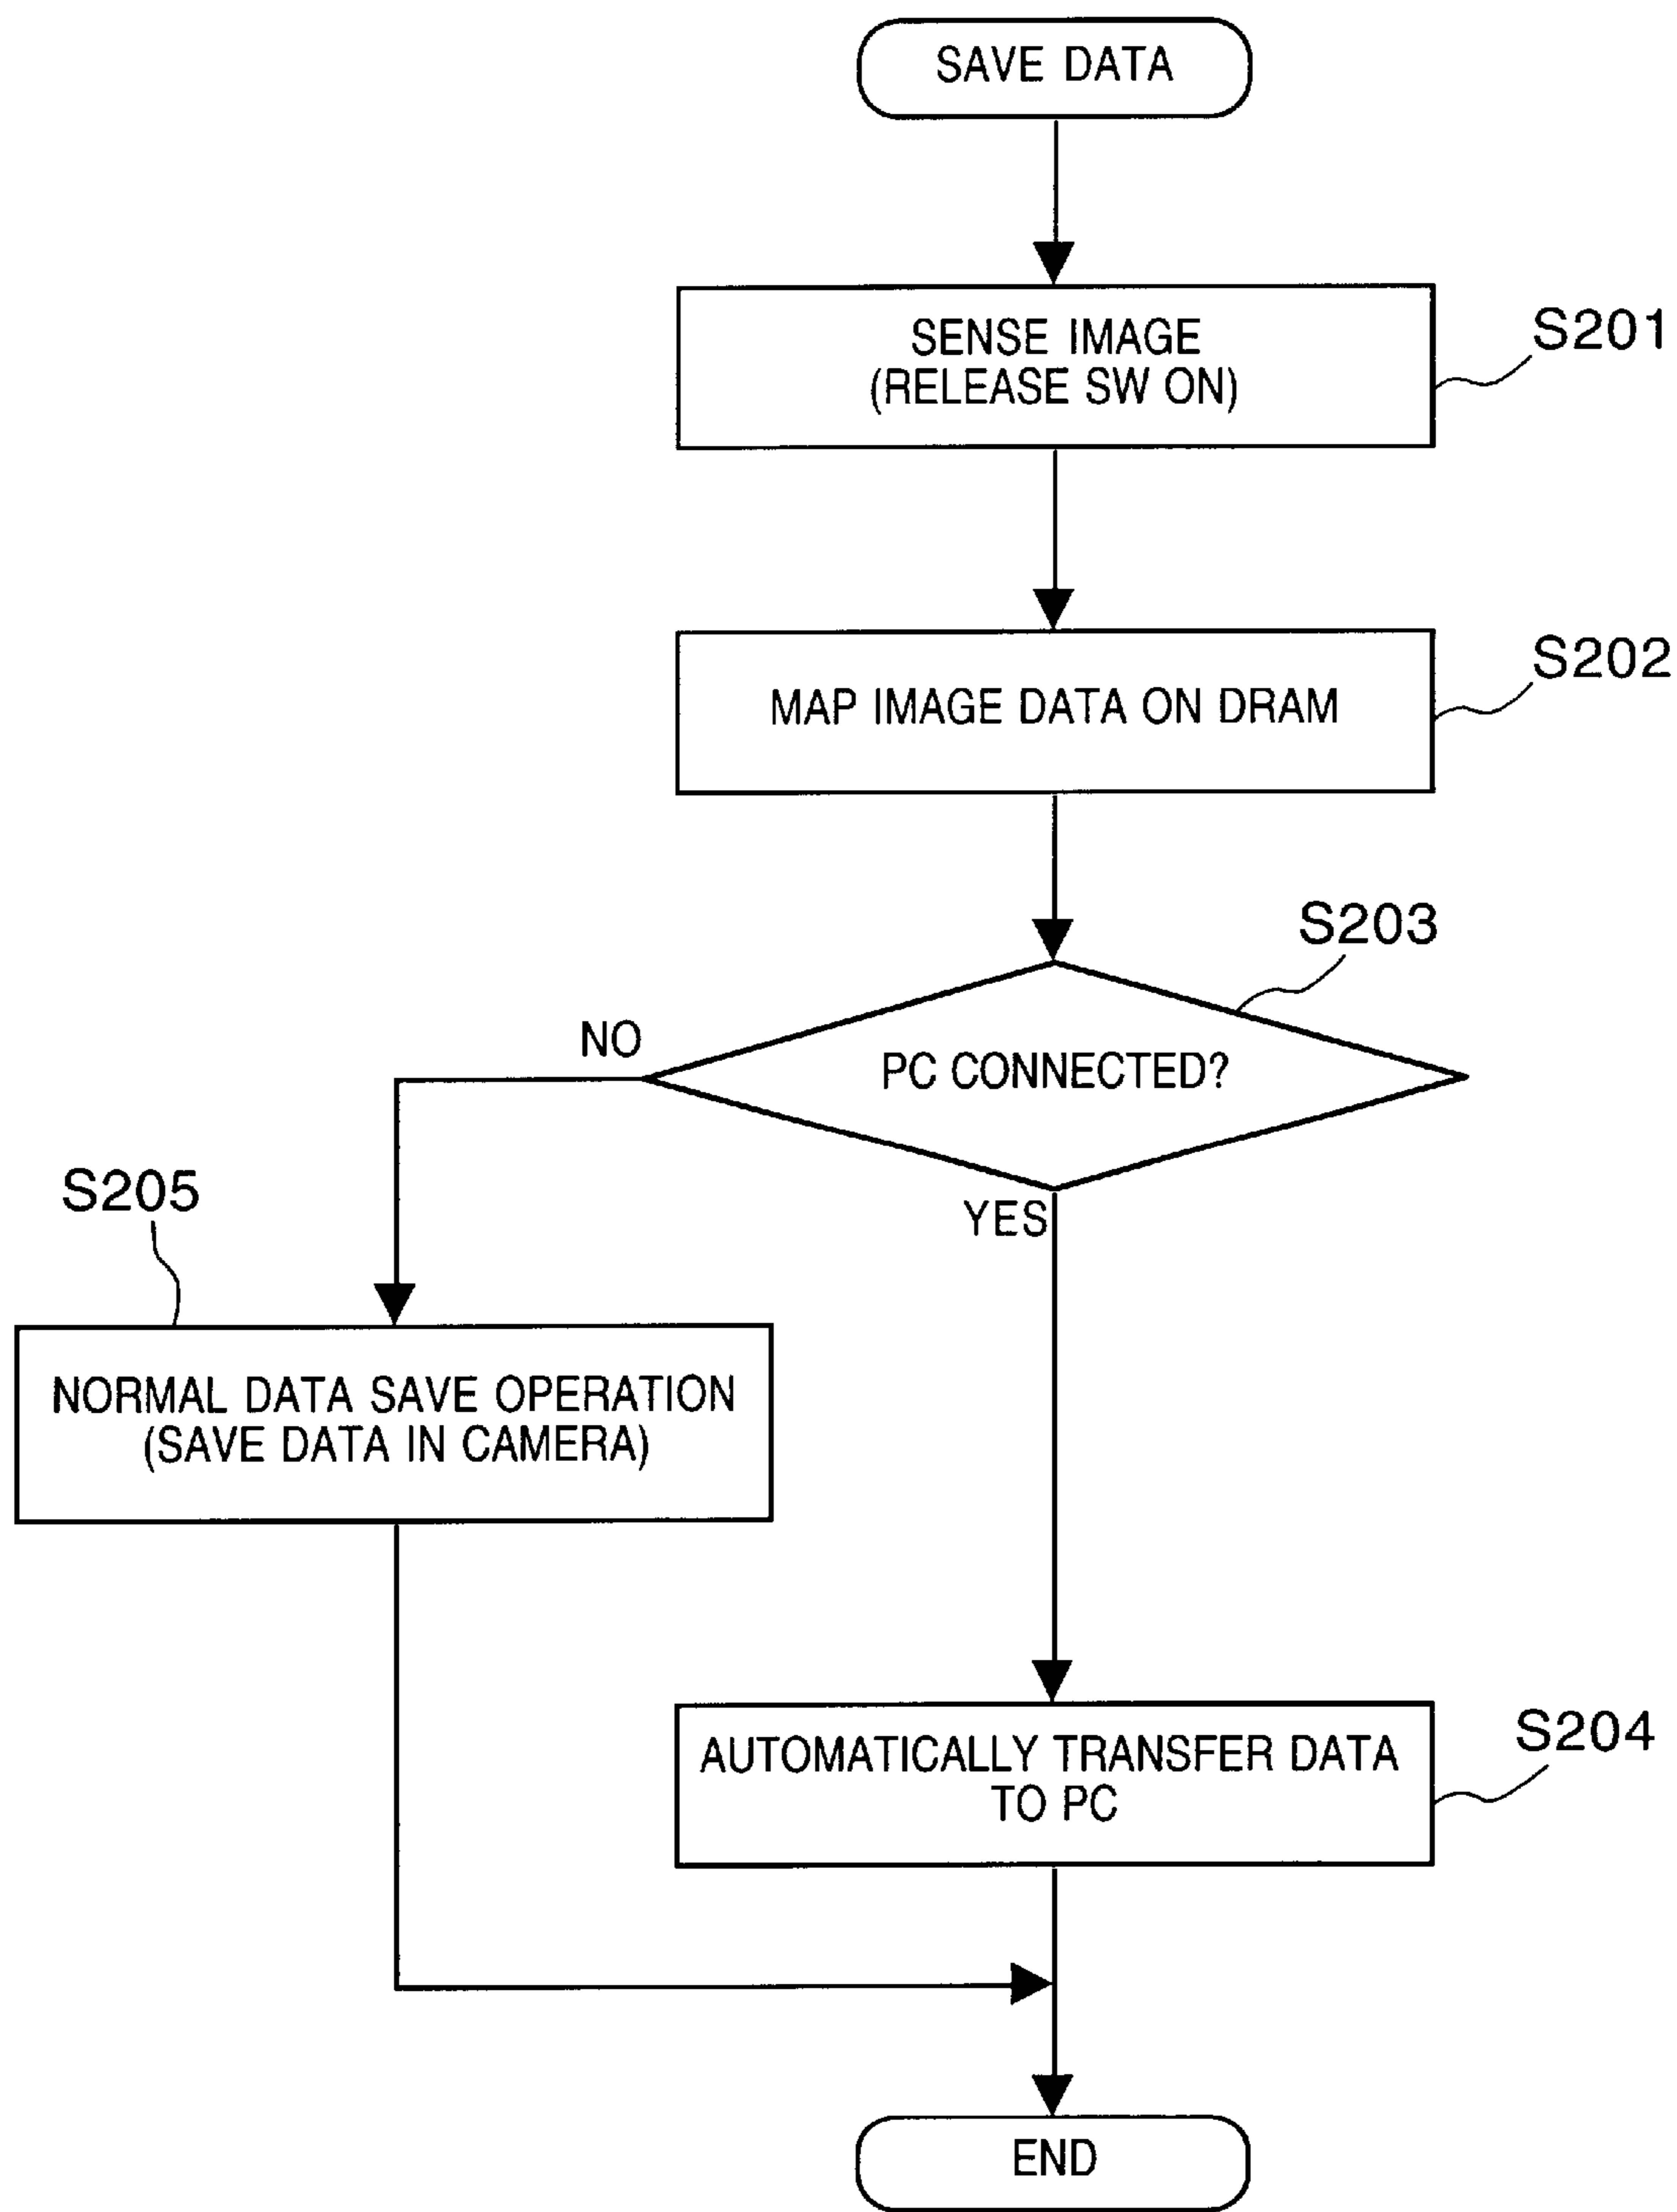 SAVE DATA
SENSE IMAGE
(RELEASE SW ON)
S201
MAP IMAGE DATA ON DRAM
S202
S203
PC CONNECTED?
NO
YES
S205
NORMAL DATA SAVE OPERATION
(SAVE DATA IN CAMERA)
AUTOMATICALLY TRANSFER DATA
TO PC
S204
END